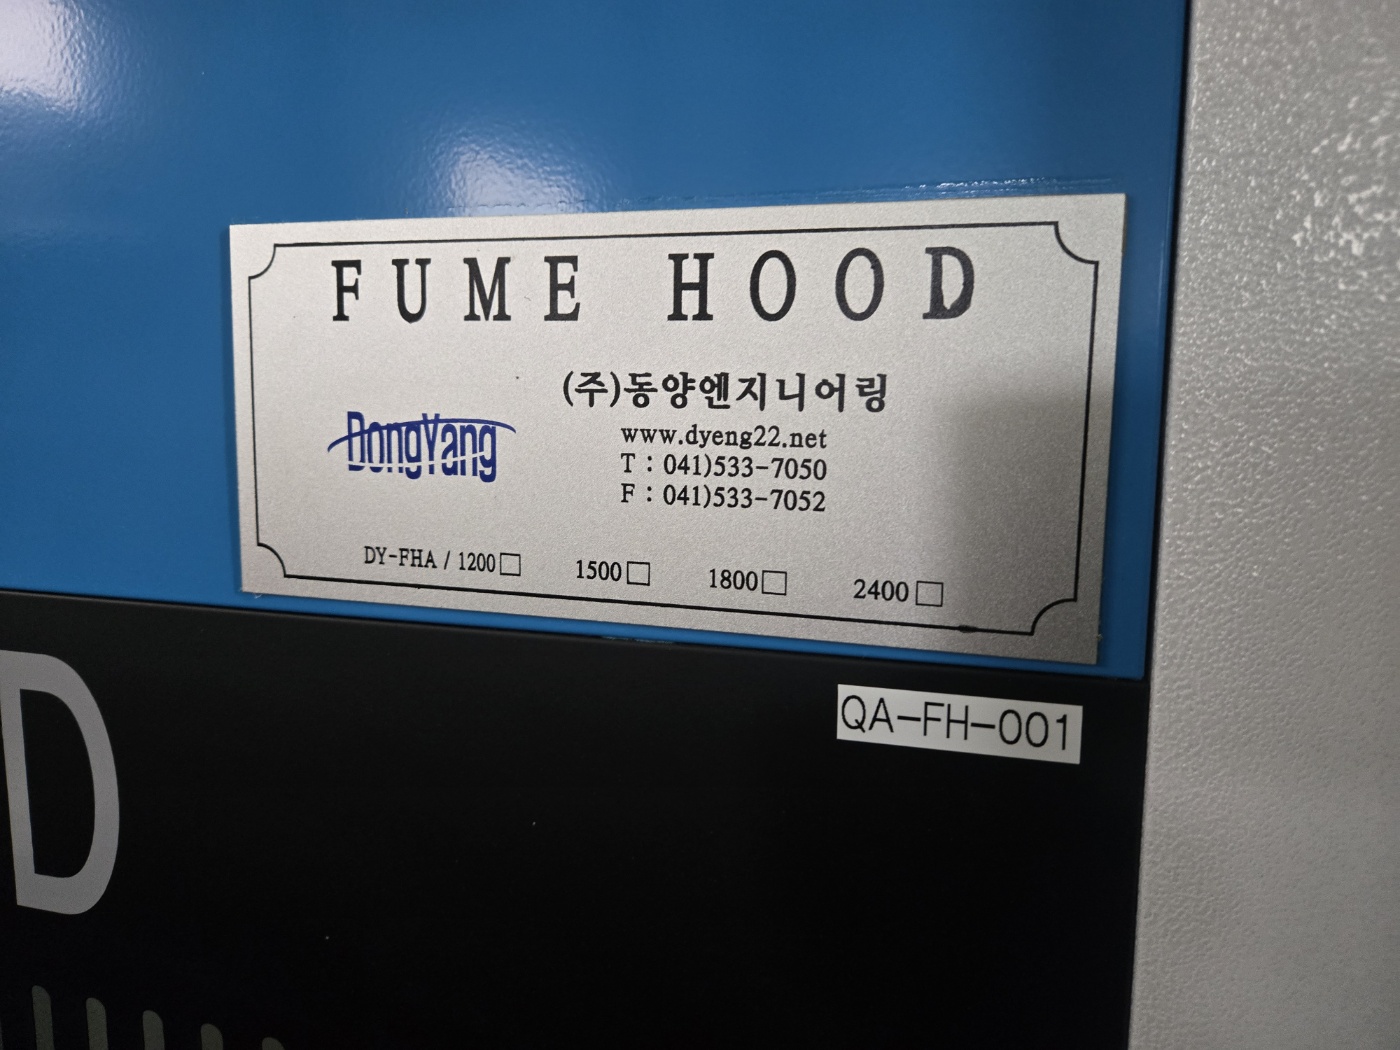 FUME HOOD
(주)동양엔지니어링
DongYang
www.dyeng22.net
T : 041)533-7050
F : 041)533-7052
DY-FHA / 1200□ 1500□ 1800□ 2400□
QA-FH-001
D